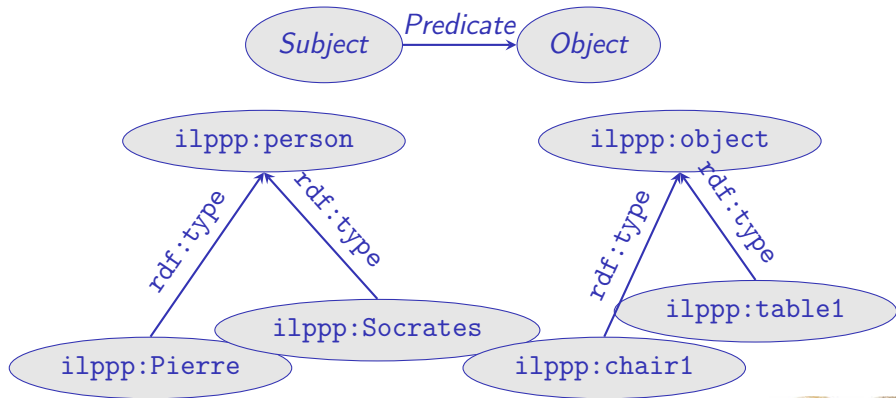 Subject Predicate Object
ilppp:person ilppp:object
rdf:type rdf:type rdf:type rdf:type
ilppp:Socrates ilppp:table1
ilppp:Pierre ilppp:chair1